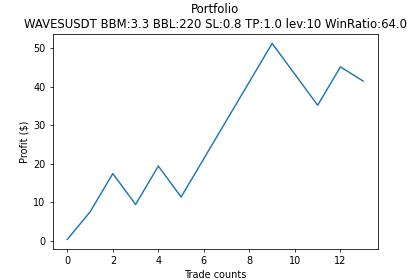 Portfolio
WAVESUSDT BBM:3.3 BBL:220 SL:0.8 TP:1.0 lev:10 WinRatio:64.0
50
40
30
20
10
0
Profit ($)
0 2 4 6 8 10 12
Trade counts